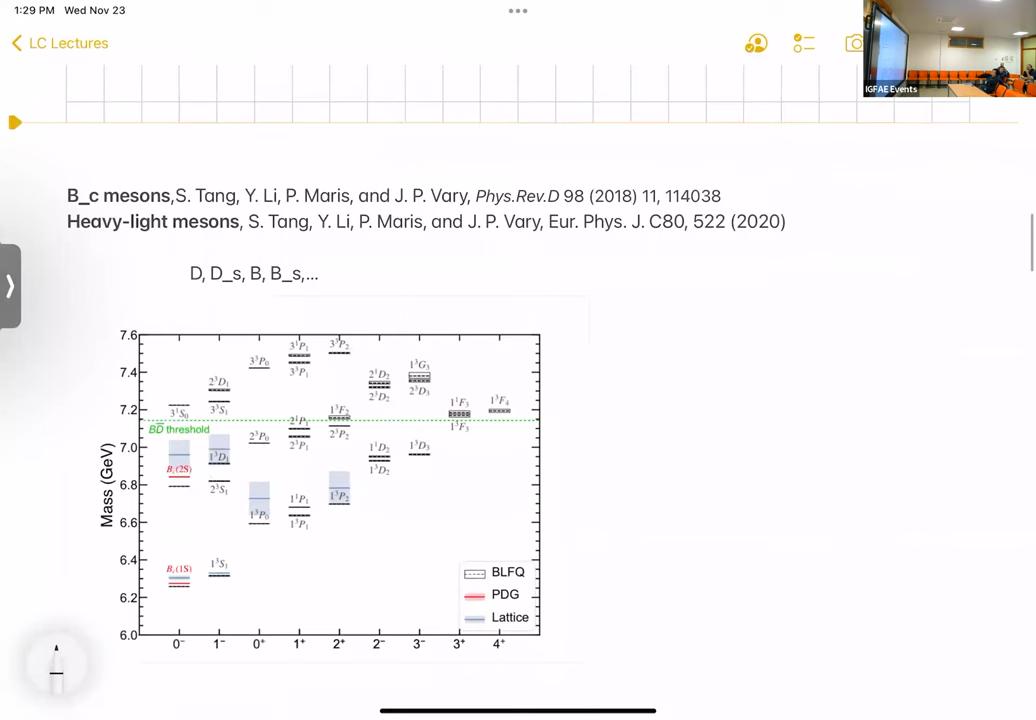 1:29 PM Wed Nov 23
LC Lectures
IGFAE Events
B_c mesons,S. Tang, Y. Li, P. Maris, and J. P. Vary, Phys.Rev.D 98 (2018) 11, 114038
Heavy-light mesons, S. Tang, Y. Li, P. Maris, and J. P. Vary, Eur. Phys. J. C80, 522 (2020)
D, D_s, B, B_s,...
Mass (GeV)
7.6
7.4
7.2
7.0
6.8
6.6
6.4
6.2
6.0
3¹P₁
3³P₂
3³P₀
3³P₁
1³G₃
2³D₁
2¹D₂
2³D₂
2³D₃
3¹S₀
3³S₁
1³F₂
1¹F₃
1³F₄
BD̅ threshold
2¹P₁
1³F₃
2³P₀
2³P₁
2³P₂
1³D₁
1¹D₂
1³D₃
B_c(2S)
1³D₂
2³S₁
1³P₂
1¹P₁
1³P₀
1³P₁
B_c(1S)
1³S₁
BLFQ
PDG
Lattice
0⁻ 1⁻ 0⁺ 1⁺ 2⁺ 2⁻ 3⁻ 3⁺ 4⁺